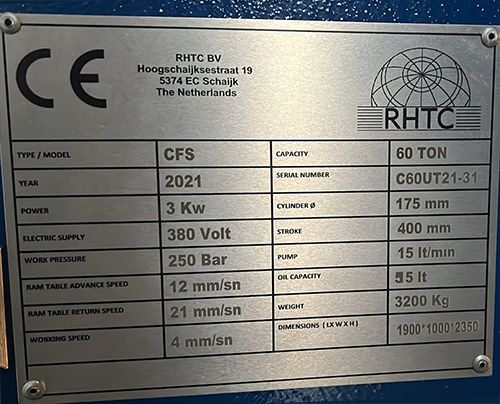 CE
RHTC BV
Hoogschaijksestraat 19
5374 EC Schaijk
The Netherlands
RHTC
TYPE / MODEL CFS CAPACITY 60 TON
YEAR 2021 SERIAL NUMBER C60UT21-31
POWER 3 Kw CYLINDER Ø 175 mm
ELECTRIC SUPPLY 380 Volt STROKE 400 mm
WORK PRESSURE 250 Bar PUMP 15 lt/min
RAM TABLE ADVANCE SPEED 12 mm/sn OIL CAPACITY lt
RAM TABLE RETURN SPEED 21 mm/sn WEIGHT 3200 Kg
WORKING SPEED 4 mm/sn DIMENSIONS ( LX W X H ) 1900*1000*2350